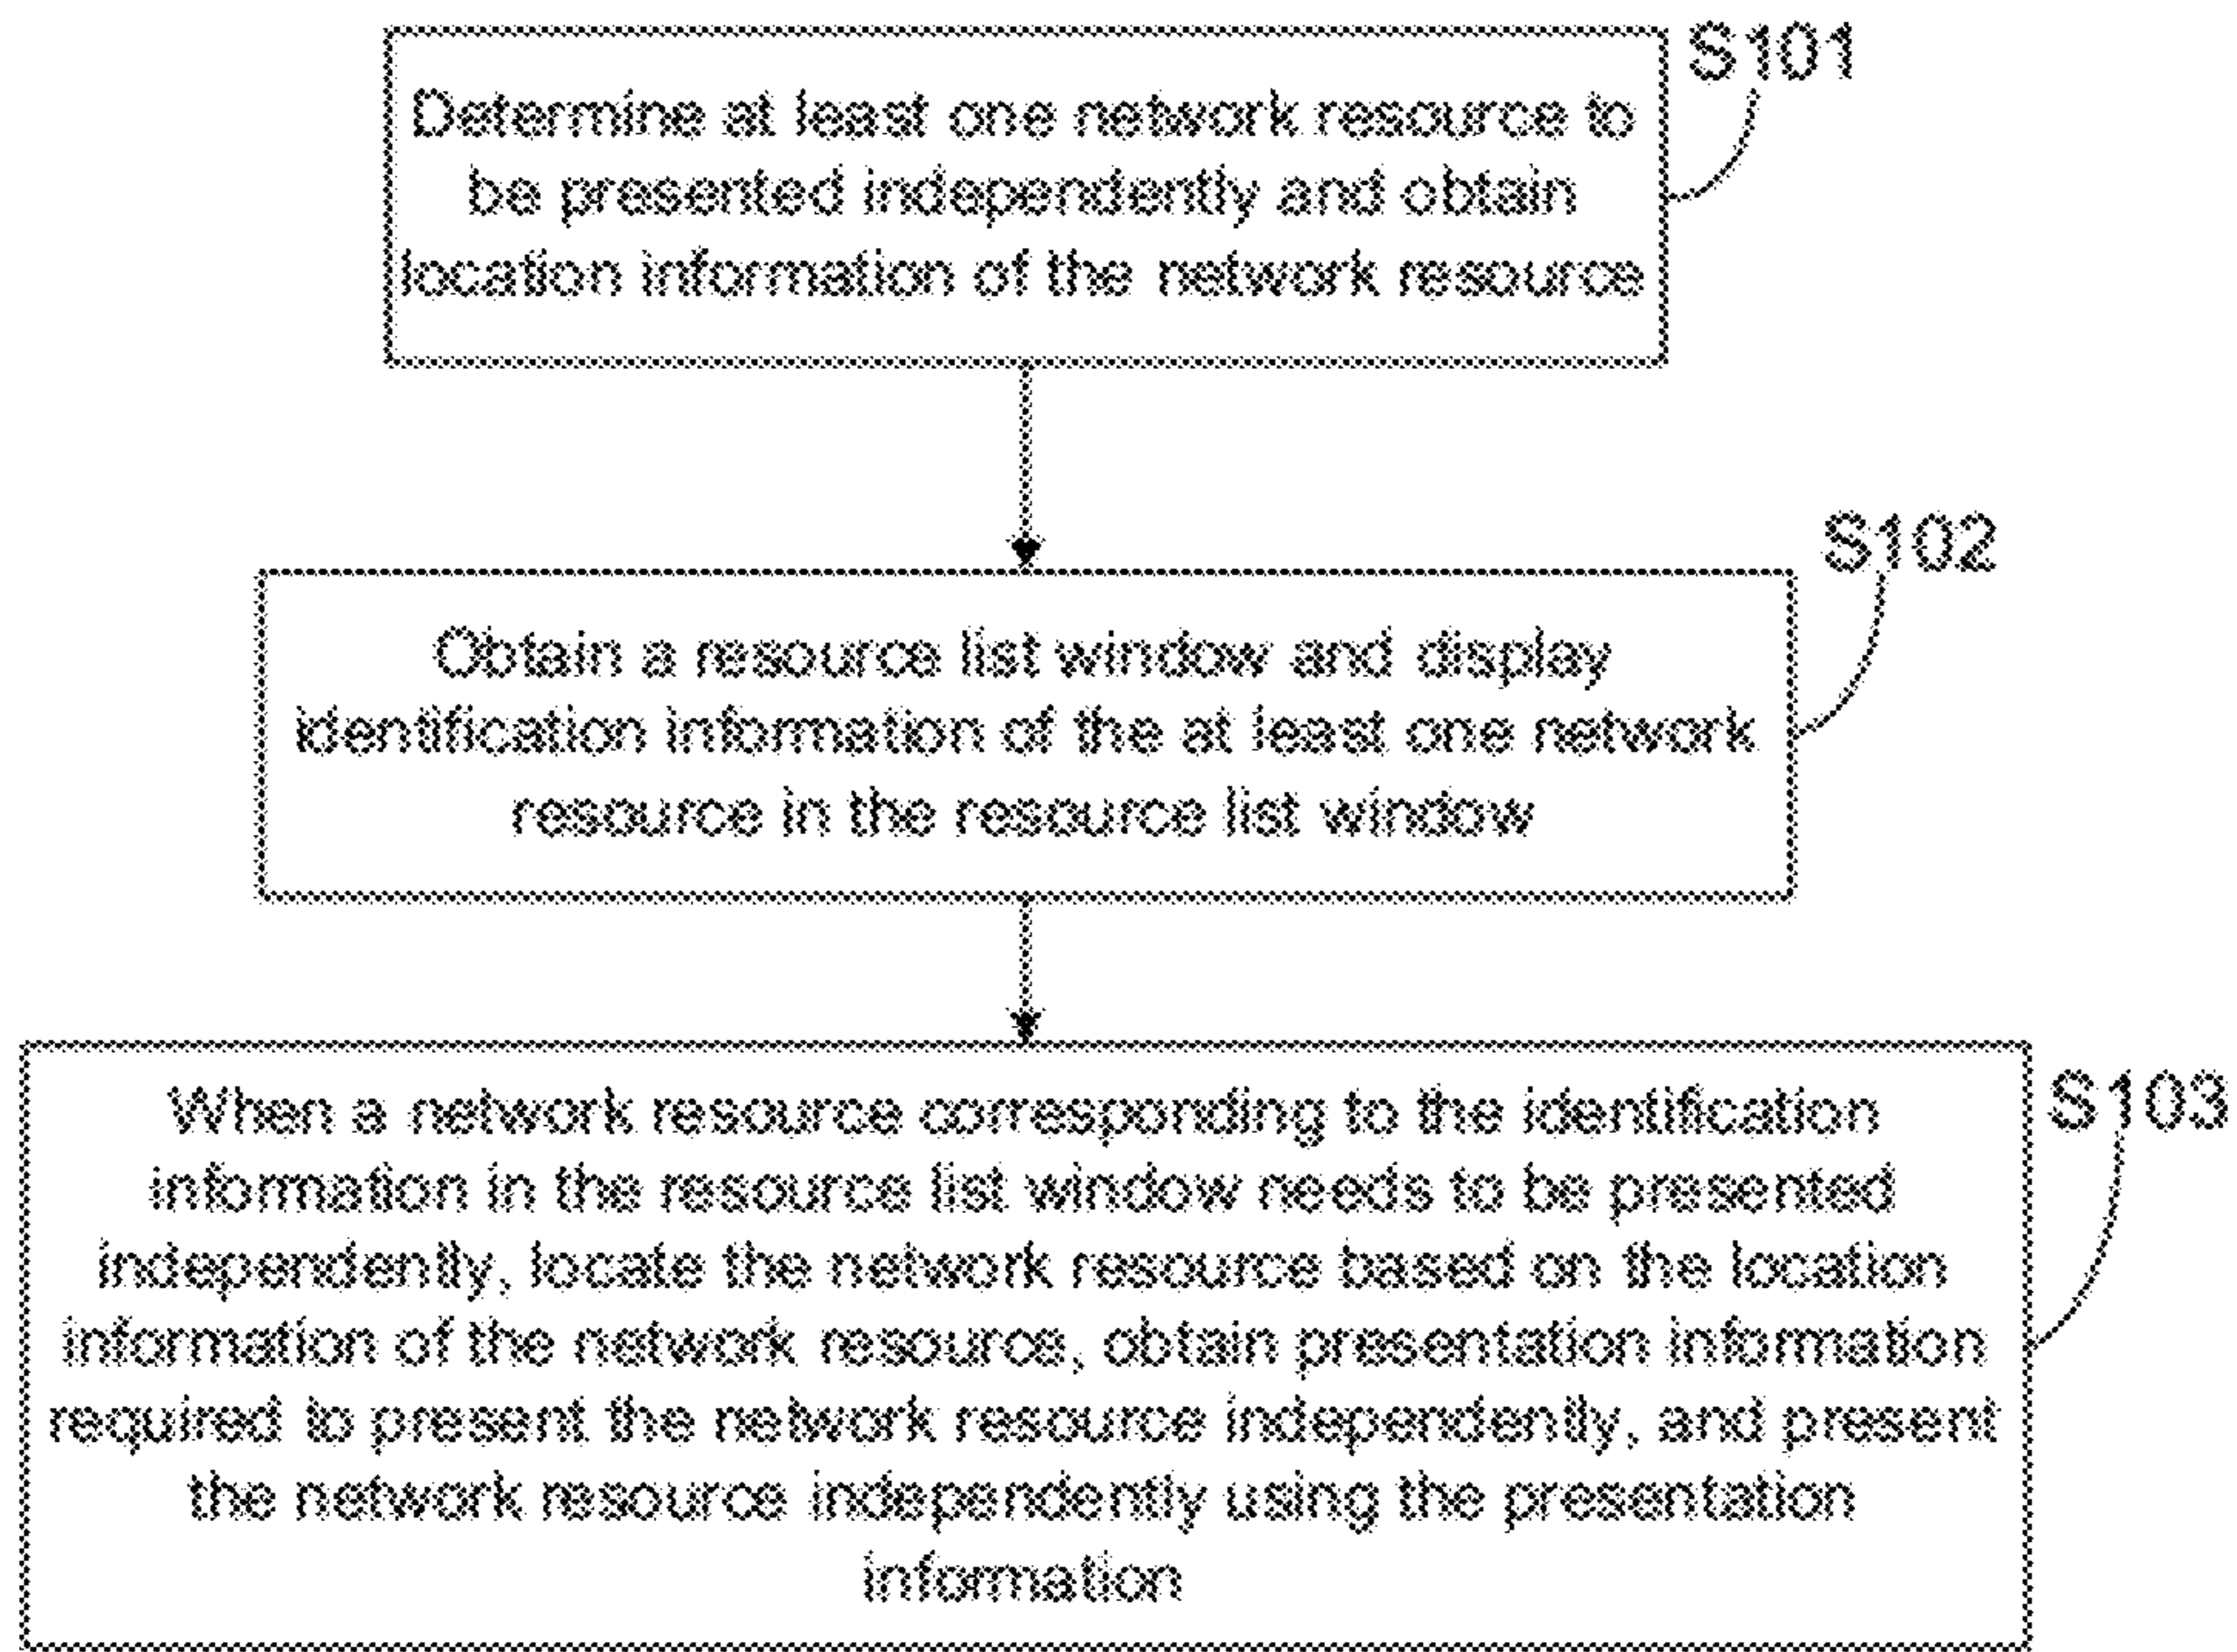 S101
Determine at least one network resource to
be presented independently and obtain
location information of the network resource
S102
Obtain a resource list window and display
identification information of the at least one network
resource in the resource list window
S103
When a network resource corresponding to the identification
information in the resource list window needs to be presented
independently, locate the network resource based on the location
information of the network resource, obtain presentation information
required to present the network resource independently, and present
the network resource independently using the presentation
information